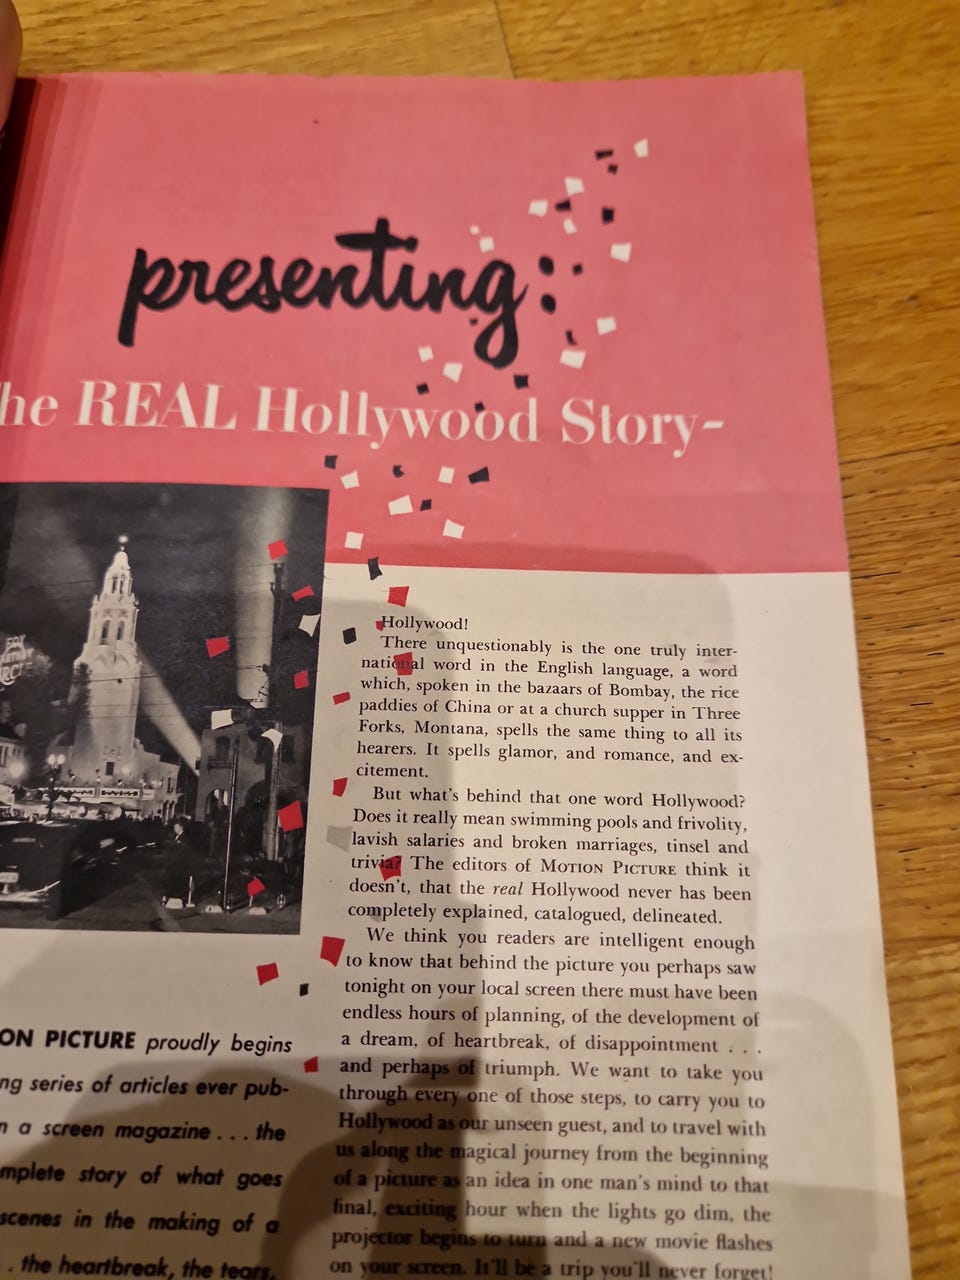 presenting:
he REAL Hollywood Story-
FOX
CIRCLE
Hollywood!
There unquestionably is the one truly inter-
national word in the English language, a word
which, spoken in the bazaars of Bombay, the rice
paddies of China or at a church supper in Three
Forks, Montana, spells the same thing to all its
hearers. It spells glamor, and romance, and ex-
citement.
But what's behind that one word Hollywood?
Does it really mean swimming pools and frivolity,
lavish salaries and broken marriages, tinsel and
trivia? The editors of MOTION PICTURE think it
doesn't, that the real Hollywood never has been
completely explained, catalogued, delineated.
We think you readers are intelligent enough
to know that behind the picture you perhaps saw
tonight on your local screen there must have been
endless hours of planning, of the development of
a dream, of heartbreak, of disappointment . . .
and perhaps of triumph. We want to take you
through every one of those steps, to carry you to
Hollywood as our unseen guest, and to travel with
us along the magical journey from the beginning
of a picture as an idea in one man's mind to that
final, exciting hour when the lights go dim, the
projector begins to turn and a new movie flashes
on your screen. It'll be a trip you'll never forget!
ON PICTURE proudly begins
ng series of articles ever pub-
n a screen magazine . . . the
mplete story of what goes
scenes in the making of a
. the heartbreak, the tears,